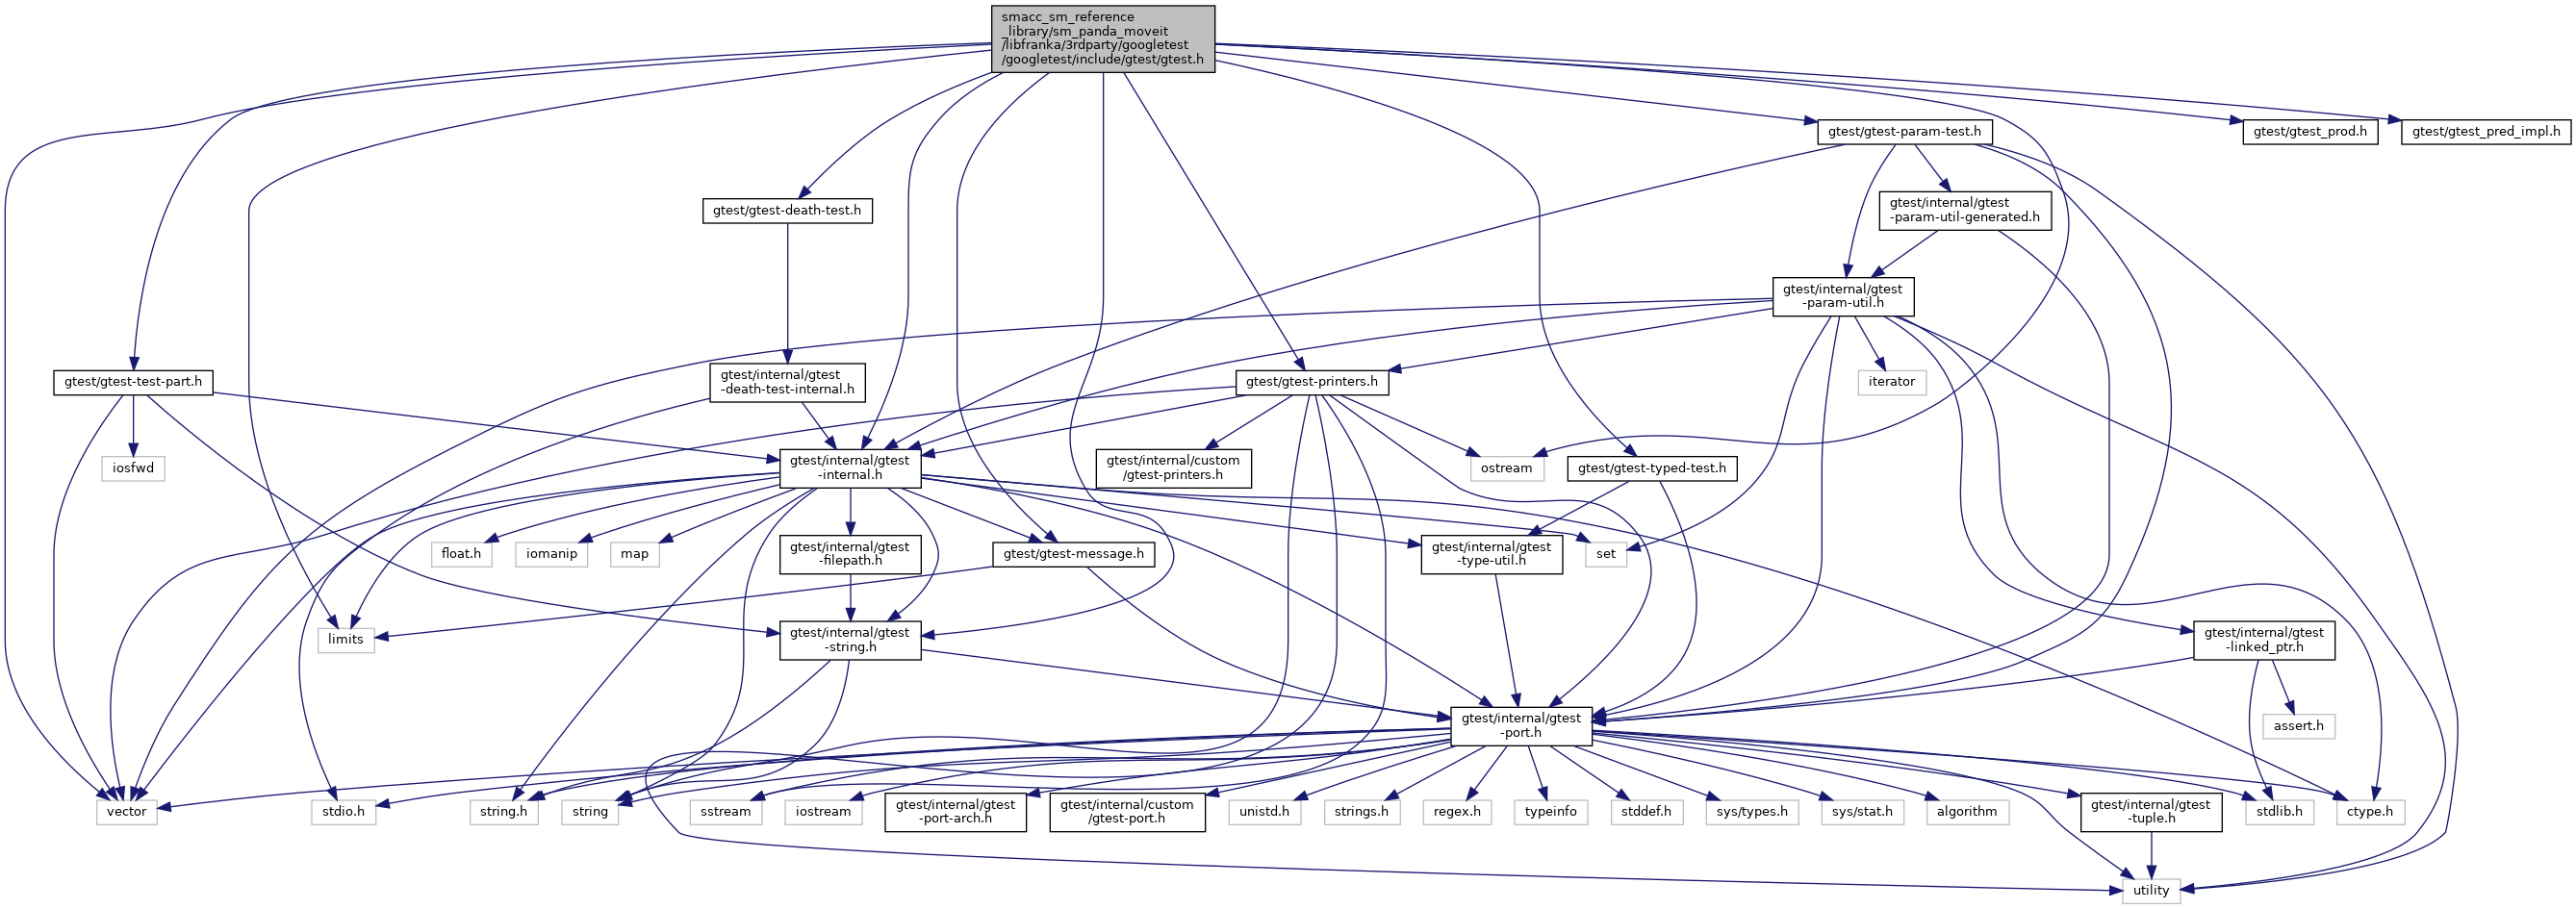 smacc_sm_reference
_library/sm_panda_moveit
/libfranka/3rdparty/googletest
/googletest/include/gtest/gtest.h
gtest/gtest-param-test.h
gtest/gtest_prod.h
gtest/gtest_pred_impl.h
gtest/gtest-death-test.h
gtest/internal/gtest
-param-util-generated.h
gtest/internal/gtest
-param-util.h
gtest/gtest-test-part.h
gtest/internal/gtest
-death-test-internal.h
gtest/gtest-printers.h
iterator
iosfwd
gtest/internal/gtest
-internal.h
gtest/internal/custom
/gtest-printers.h
ostream
gtest/gtest-typed-test.h
float.h
iomanip
map
gtest/internal/gtest
-filepath.h
gtest/gtest-message.h
gtest/internal/gtest
-type-util.h
set
limits
gtest/internal/gtest
-string.h
gtest/internal/gtest
-linked_ptr.h
gtest/internal/gtest
-port.h
assert.h
vector
stdio.h
string.h
string
sstream
iostream
gtest/internal/gtest
-port-arch.h
gtest/internal/custom
/gtest-port.h
unistd.h
strings.h
regex.h
typeinfo
stddef.h
sys/types.h
sys/stat.h
algorithm
gtest/internal/gtest
-tuple.h
stdlib.h
ctype.h
utility